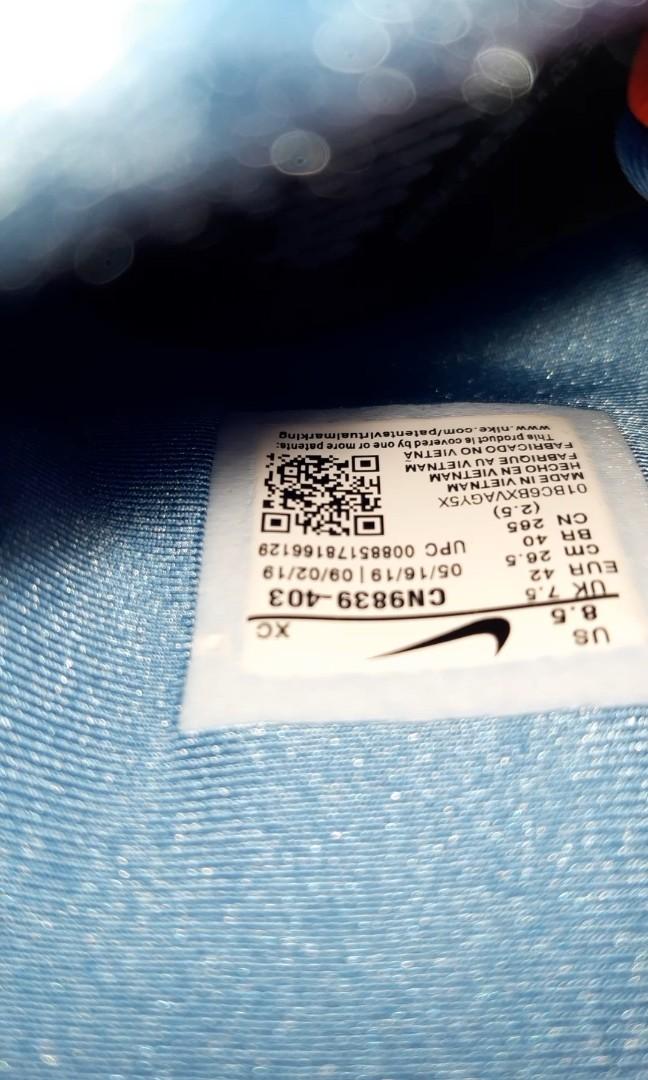 US 8.5
XC
UK 7.5
EUR 42
cm 26.5
BR 40
CN 265
(2.5)
CN9839-403
05/16/19 | 09/02/19
UPC 00885178166129
01BC6BXVAGY5X
MADE IN VIETNAM
HECHO EN VIETNAM
FABRIQUE AU VIETNAM
FABRICADO NO VIETNA
This product is covered by one or more patents:
www.nike.com/patentsvirtualmarking